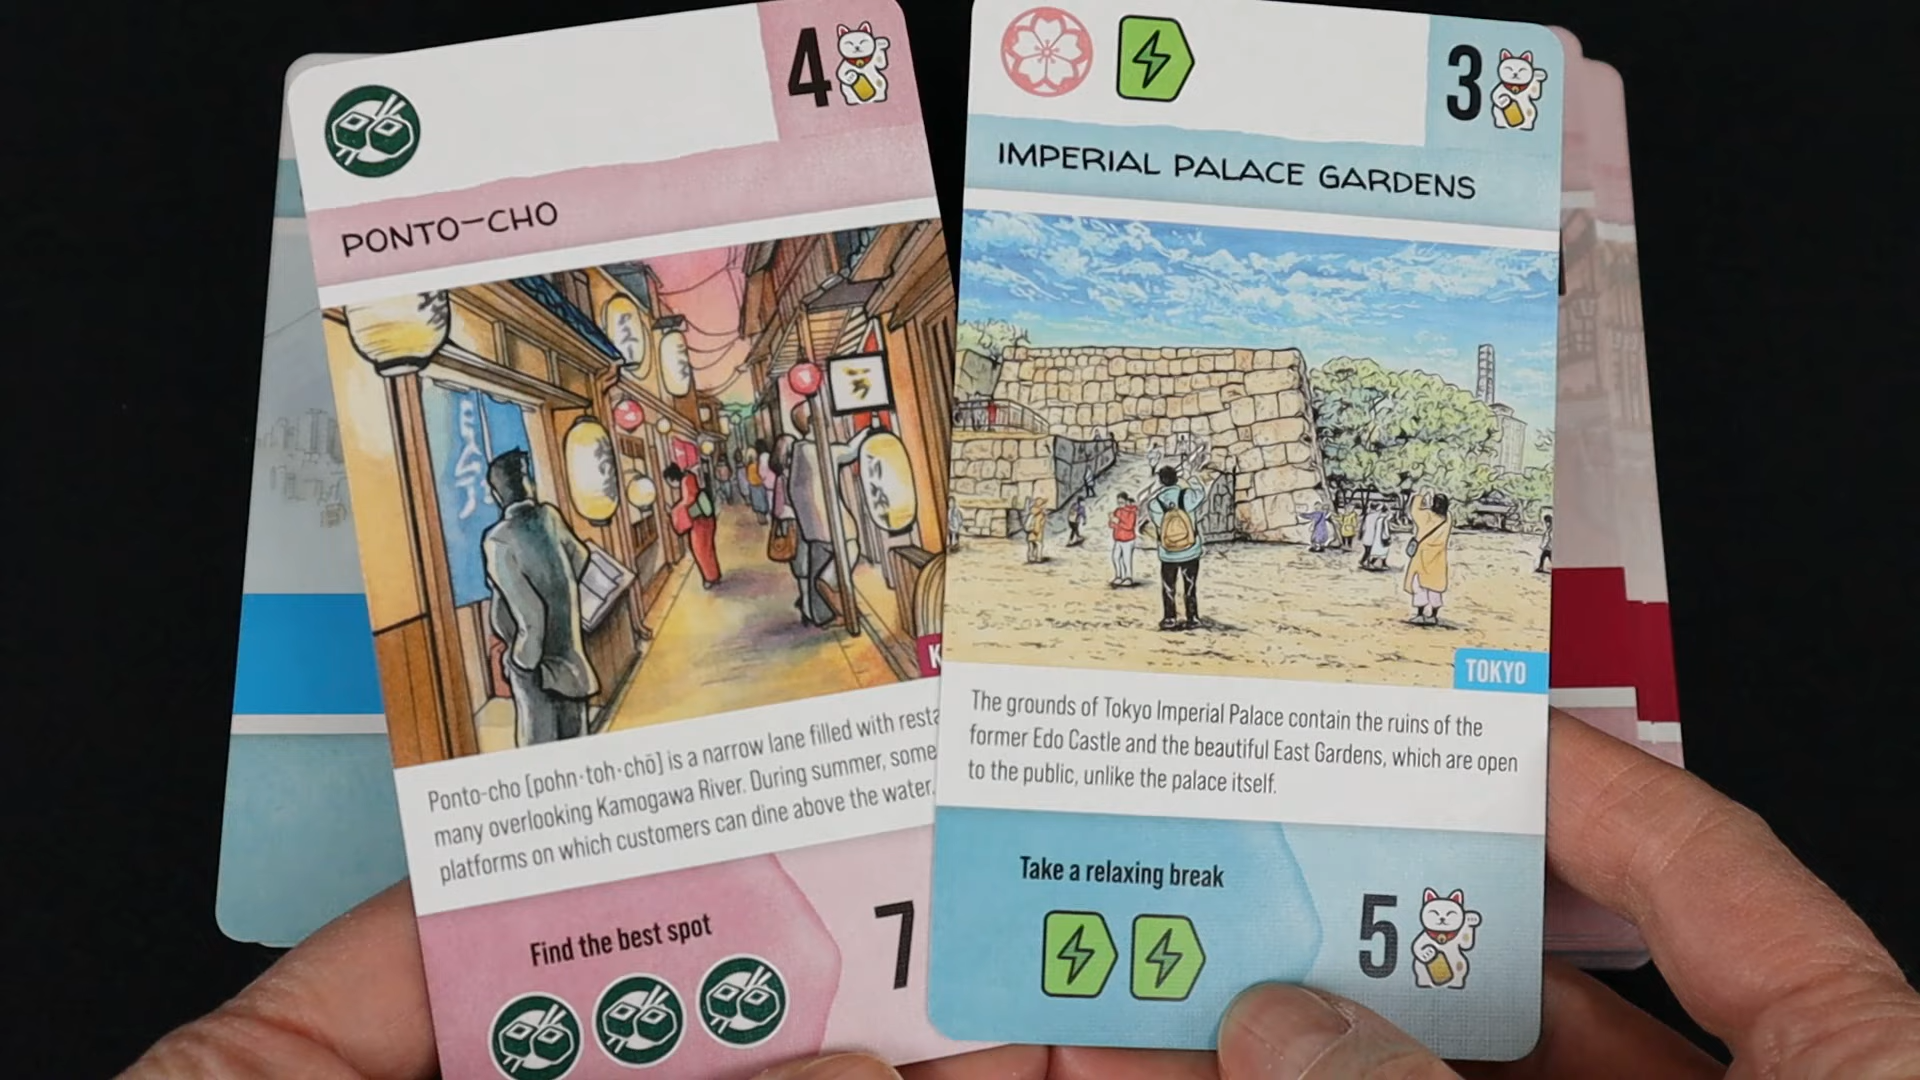 4
PONTO-CHO
K
Ponto-cho [pohn·toh·chō] is a narrow lane filled with
many overlooking Kamogawa River. During summer, some
platforms on which customers can dine above the water.
Find the best spot
7
3
IMPERIAL PALACE GARDENS
TOKYO
The grounds of Tokyo Imperial Palace contain the ruins of the
former Edo Castle and the beautiful East Gardens, which are open
to the public, unlike the palace itself.
Take a relaxing break
5